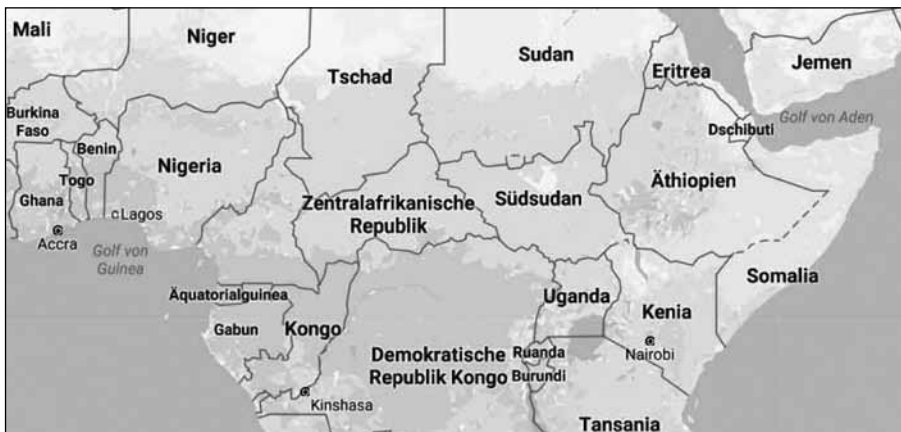 Mali
Niger
Tschad
Sudan
Eritrea
Jemen
Burkina
Faso
Benin
Togo
Ghana
Nigeria
Lagos
Accra
Golf von
Guinea
Zentralafrikanische
Republik
Südsudan
Äthiopien
Dschibuti
Golf von Aden
Somalia
Äquatorialguinea
Gabun
Kongo
Uganda
Kenia
Nairobi
Demokratische
Republik Kongo
Ruanda
Burundi
Kinshasa
Tansania